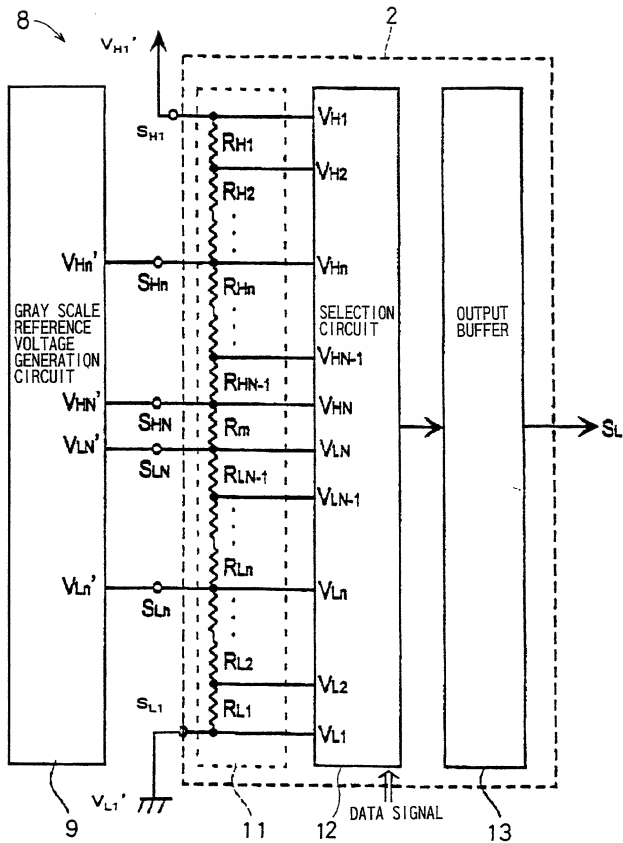 8
2
VH1'
SH1
VH1
RH1
VH2
RH2
VHn'
SHn
VHn
RHn
GRAY SCALE
REFERENCE
VOLTAGE
GENERATION
CIRCUIT
SELECTION
CIRCUIT
OUTPUT
BUFFER
VHN-1
RHN-1
VHN'
SHN
VHN
Rm
SL
VLN'
SLN
VLN
RLN-1
VLN-1
RLn
VLn'
SLn
VLn
RL2
VL2
SL1
RL1
VL1
VL1'
9
11
12
DATA SIGNAL
13